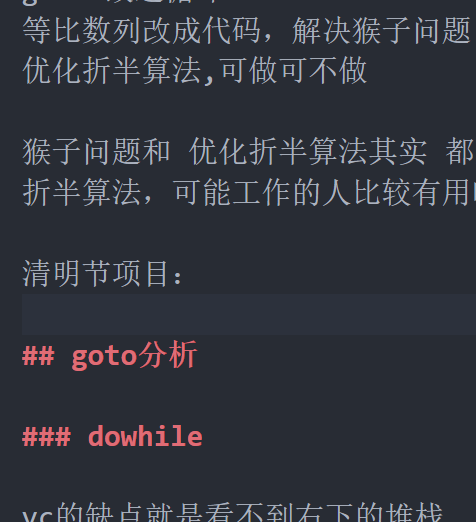 等比数列改成代码，解决猴子问题
优化折半算法,可做可不做
猴子问题和 优化折半算法其实 都
折半算法，可能工作的人比较有用
清明节项目：
## goto分析
### dowhile
vc的缺点就是看不到右下的堆栈